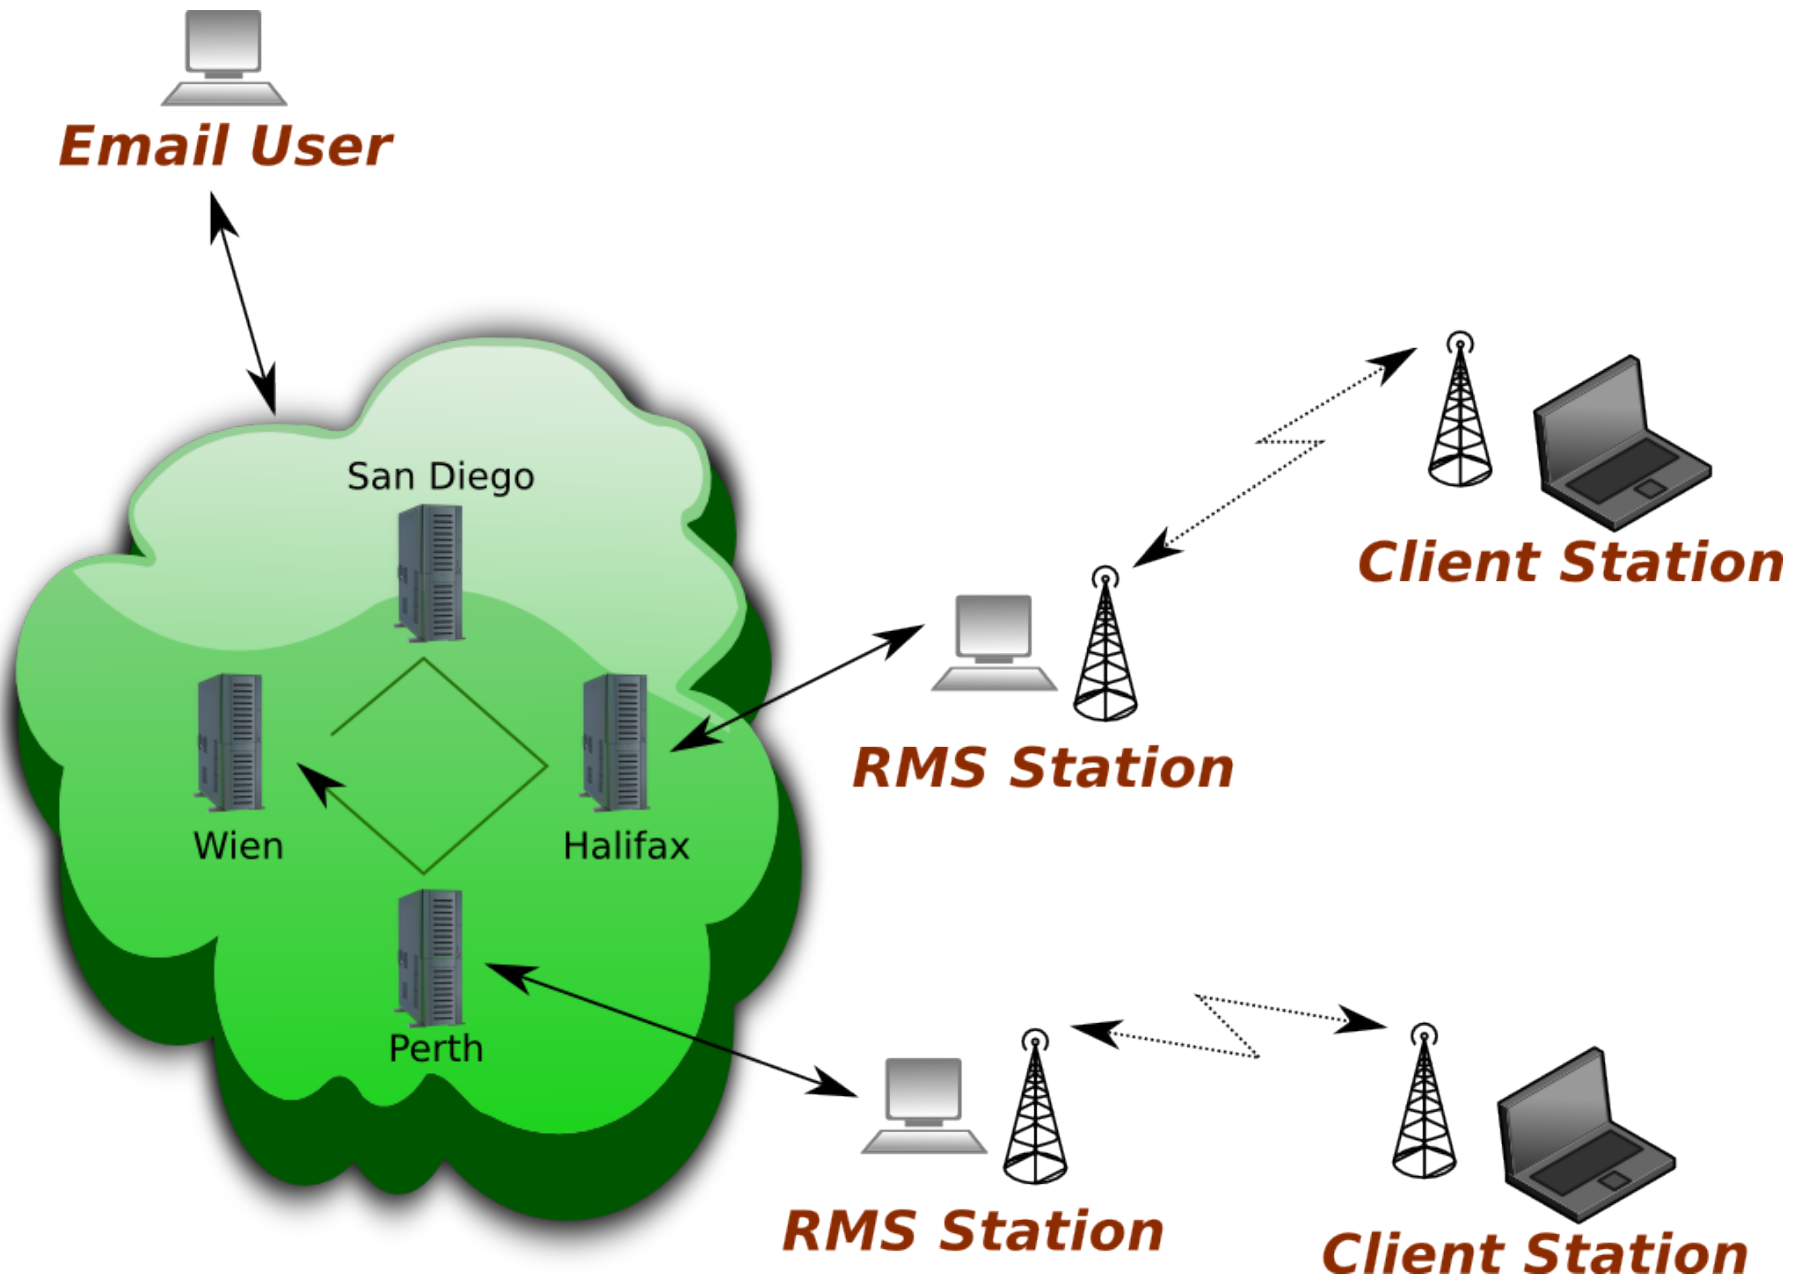 Email User
San Diego
Client Station
RMS Station
Wien
Halifax
Perth
RMS Station
Client Station